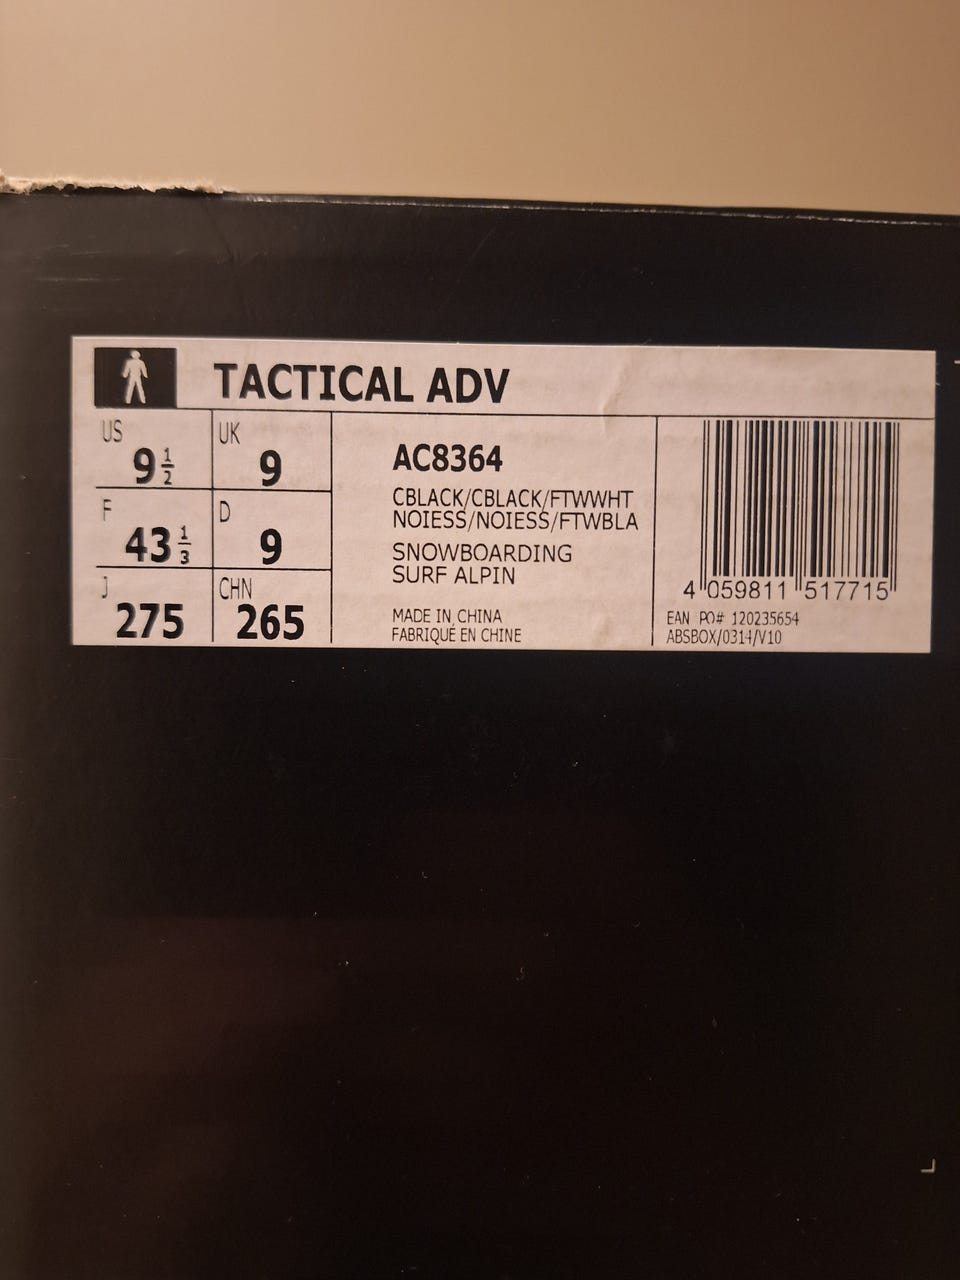 TACTICAL ADV
US
9 1/2
UK
9
F
43 1/3
D
9
J
275
CHN
265
AC8364
CBLACK/CBLACK/FTWWHT
NOIESS/NOIESS/FTWBLA
SNOWBOARDING
SURF ALPIN
MADE IN CHINA
FABRIQUÉ EN CHINE
4 059811 517715
EAN PO# 120235654
ABSBOX/0314/V10